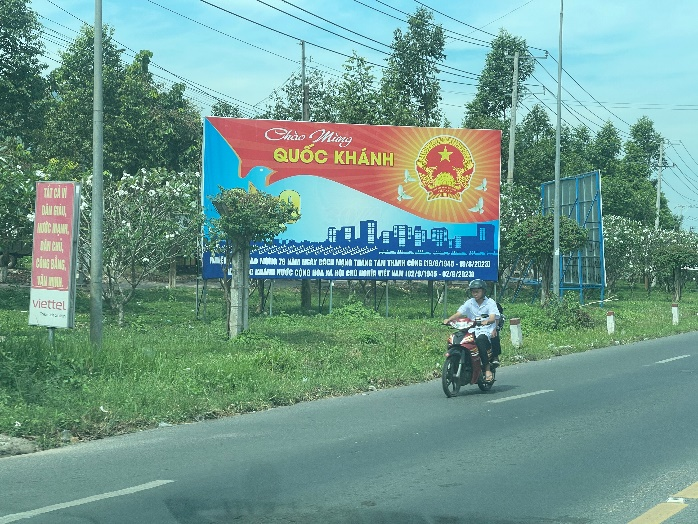 TẤT CẢ VÌ
DÂN GIÀU,
NƯỚC MẠNH,
DÂN CHỦ,
CÔNG BẰNG,
VĂN MINH.
viettel
Chào Mừng
QUỐC KHÁNH
NGÀY CÁCH MẠNG THÁNG TÁM THÀNH CÔNG (19/8/1945 - 19/8/2023)
KHÁNH NƯỚC CỘNG HÒA XÃ HỘI CHỦ NGHĨA VIỆT NAM (02/9/1945 - 02/9/2023)